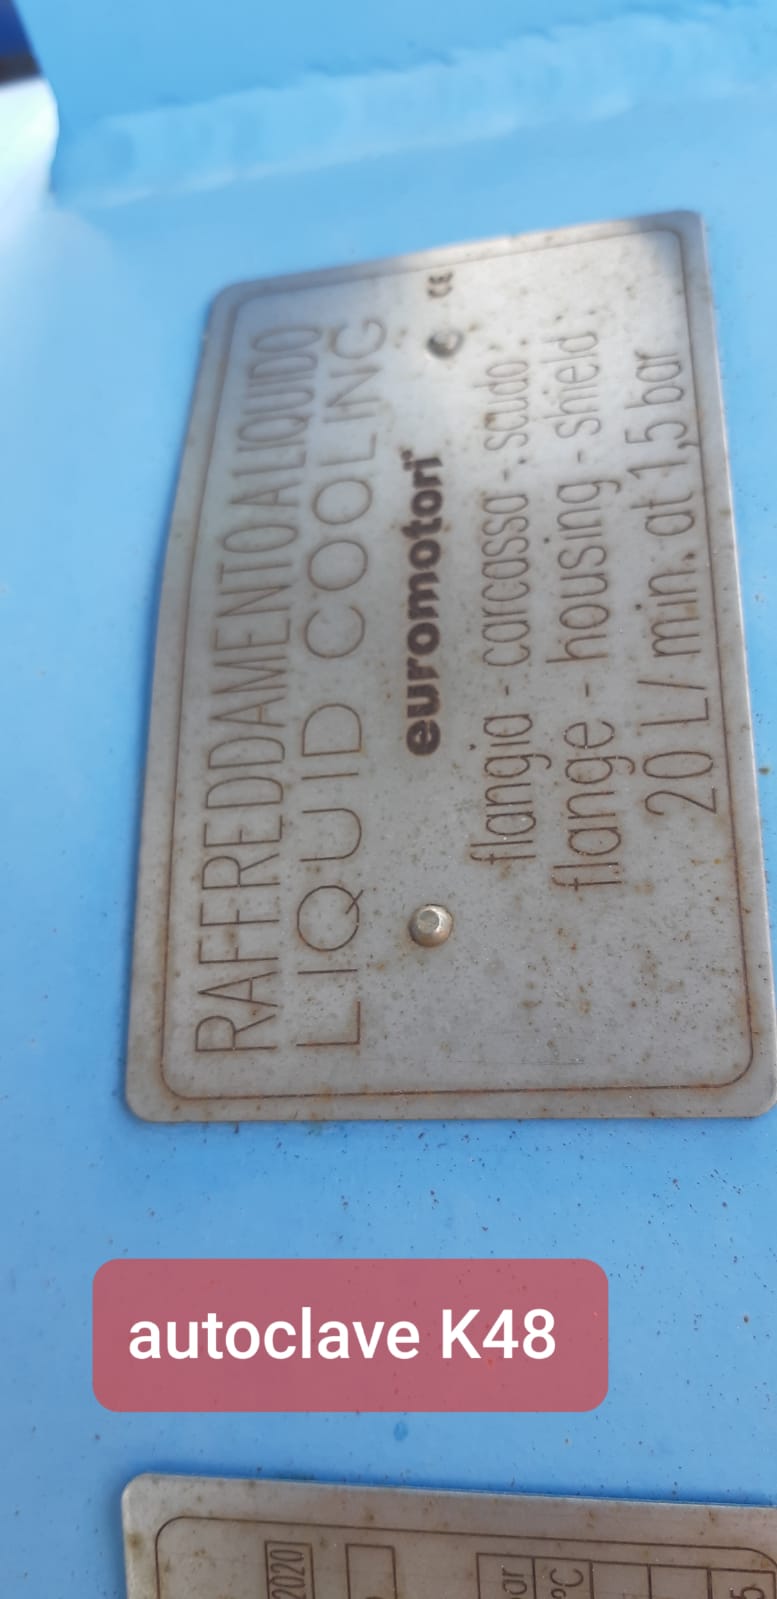 RAFFREDDAMENTO A LIQUIDO
LIQUID COOLING
CE
euromotori
flangia - carcassa - scudo
flange - housing - shield
20 L/min. at 1,5 bar
autoclave K48
2020
°C